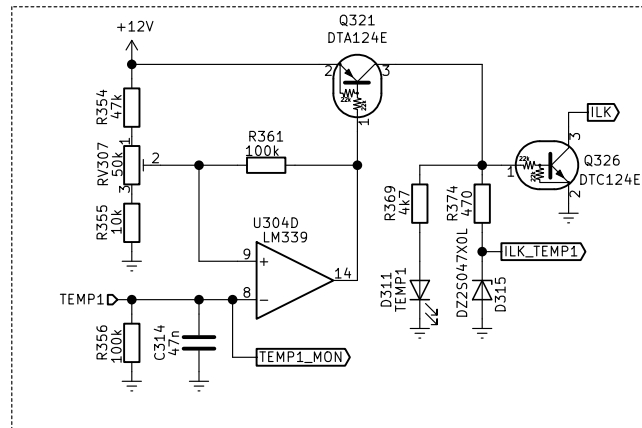 Q321
DTA124E
+12V
2
3
22k
22k
1
R354
47k
1
RV307
50k
3
2
R361
100k
R355
10k
U304D
LM339
9
+
8
-
14
TEMP1
R356
100k
C314
47n
TEMP1_MON
ILK
3
Q326
DTC124E
22k
22k
1
2
R369
4k7
R374
470
ILK_TEMP1
D311
TEMP1
DZ2S047X0L
D315